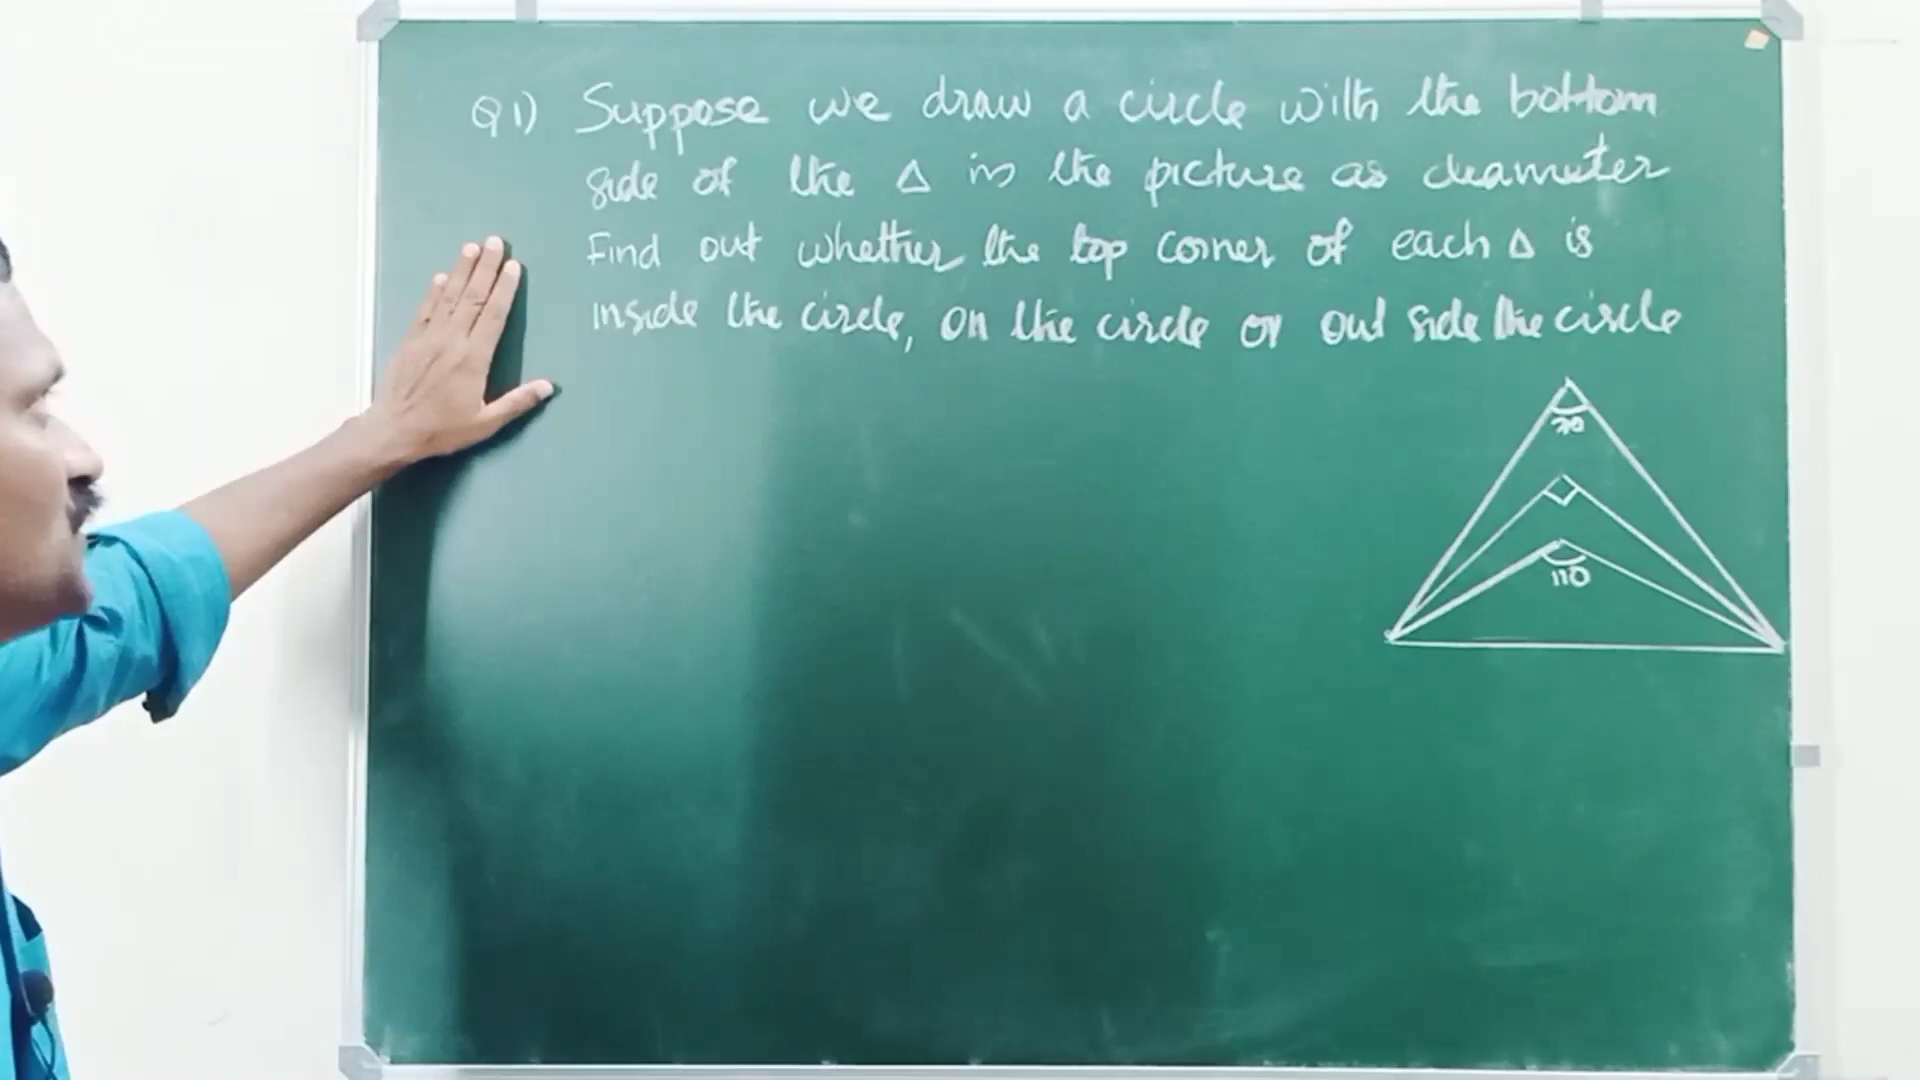 Q1) Suppose we draw a circle with the bottom
side of the Δ in the picture as diameter
Find out whether the top corner of each Δ is
inside the circle, on the circle or out side the circle
70
110